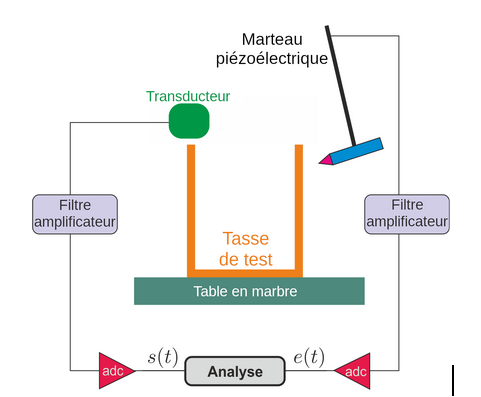 Marteau
piézoélectrique
Transducteur
Filtre
amplificateur
Filtre
amplificateur
Tasse
de test
Table en marbre
adc
s(t)
Analyse
e(t)
adc